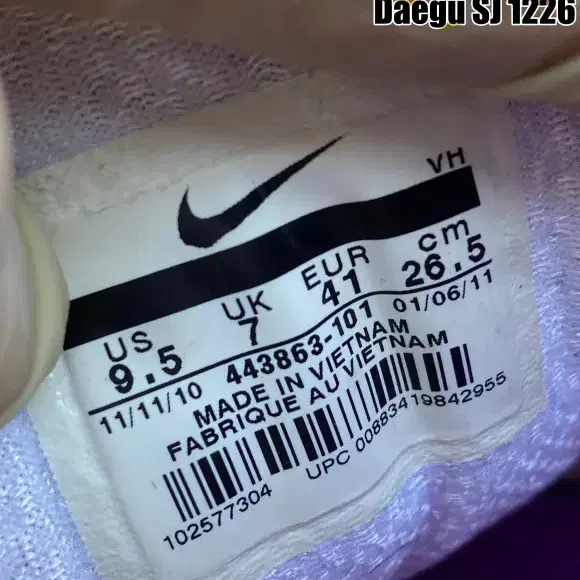 Daegu SJ 1226
VH
US UK EUR cm
9.5 7 41 26.5
11/11/10 443863-101 01/06/11
MADE IN VIETNAM
FABRIQUE AU VIETNAM
102577304 UPC 00883419842955